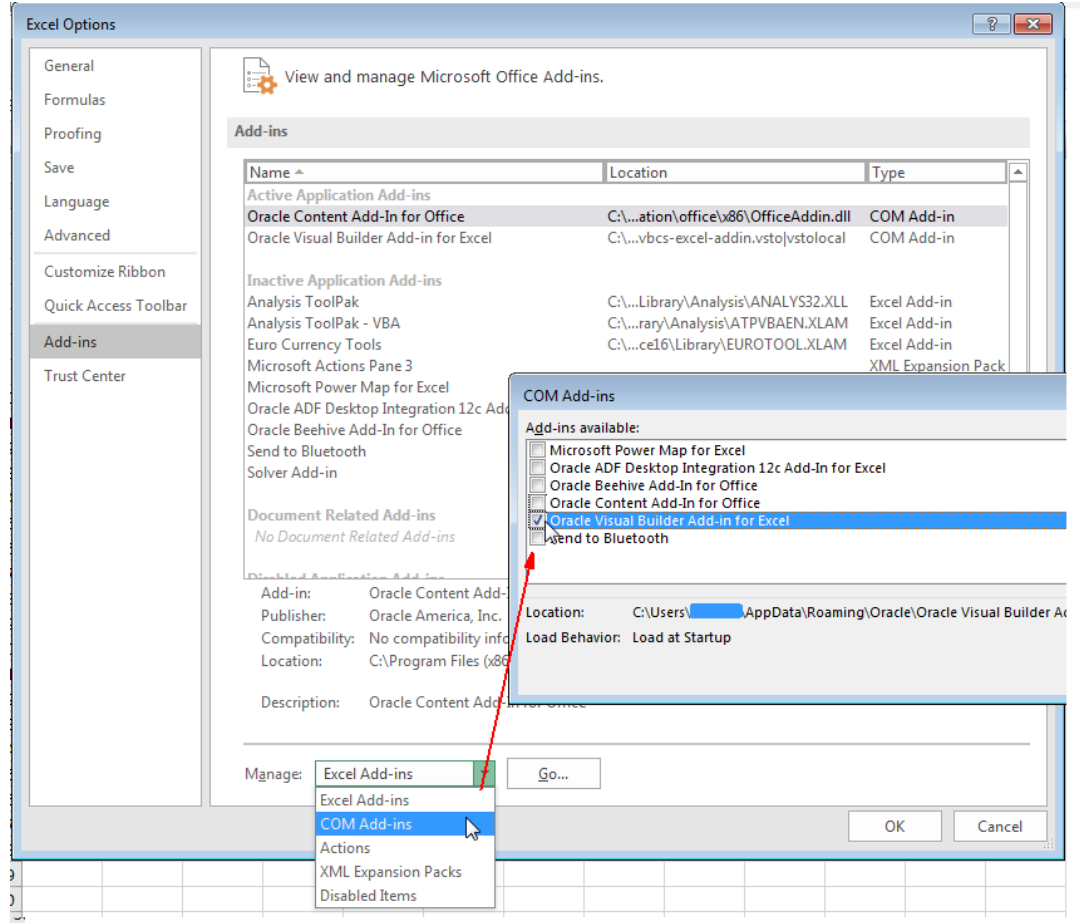 Excel Options
General
Formulas
Proofing
Save
Language
Advanced
Customize Ribbon
Quick Access Toolbar
Add-ins
Trust Center
View and manage Microsoft Office Add-ins.
Add-ins
Name Location Type
Active Application Add-ins
Oracle Content Add-In for Office C:\...ation\office\x86\OfficeAddin.dll COM Add-in
Oracle Visual Builder Add-in for Excel C:\...vbcs-excel-addin.vsto|vstolocal COM Add-in
Inactive Application Add-ins
Analysis ToolPak C:\...Library\Analysis\ANALYS32.XLL Excel Add-in
Analysis ToolPak - VBA C:\...rary\Analysis\ATPVBAEN.XLAM Excel Add-in
Euro Currency Tools C:\...ce16\Library\EUROTOOL.XLAM Excel Add-in
Microsoft Actions Pane 3 XML Expansion Pack
Microsoft Power Map for Excel
Oracle ADF Desktop Integration 12c Add
Oracle Beehive Add-In for Office
Send to Bluetooth
Solver Add-in
Document Related Add-ins
No Document Related Add-ins
Disabled Application Add-ins
Add-in: Oracle Content Add-
Publisher: Oracle America, Inc.
Compatibility: No compatibility info
Location: C:\Program Files (x86
Description: Oracle Content Add-In for Office
COM Add-ins
Add-ins available:
Microsoft Power Map for Excel
Oracle ADF Desktop Integration 12c Add-In for Excel
Oracle Beehive Add-In for Office
Oracle Content Add-In for Office
Oracle Visual Builder Add-in for Excel
Send to Bluetooth
Location: C:\Users\ \AppData\Roaming\Oracle\Oracle Visual Builder Ad
Load Behavior: Load at Startup
Manage: Excel Add-ins Go...
Excel Add-ins
COM Add-ins
Actions
XML Expansion Packs
Disabled Items
OK Cancel